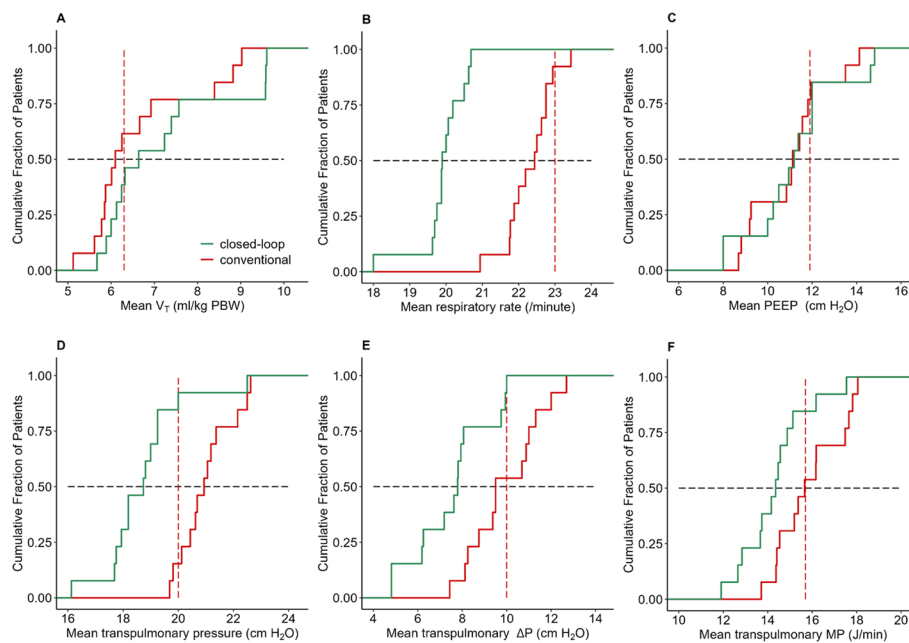 A
Cumulative Fraction of Patients
1.00
0.75
0.50
0.25
0.00
closed-loop
conventional
5 6 7 8 9 10
Mean V_T (ml/kg PBW)
B
Cumulative Fraction of Patients
1.00
0.75
0.50
0.25
0.00
18 19 20 21 22 23 24
Mean respiratory rate (/minute)
C
Cumulative Fraction of Patients
1.00
0.75
0.50
0.25
0.00
6 8 10 12 14 16
Mean PEEP (cm H₂O)
D
Cumulative Fraction of Patients
1.00
0.75
0.50
0.25
0.00
16 18 20 22 24
Mean transpulmonary pressure (cm H₂O)
E
Cumulative Fraction of Patients
1.00
0.75
0.50
0.25
0.00
4 6 8 10 12 14
Mean transpulmonary ΔP (cm H₂O)
F
Cumulative Fraction of Patients
1.00
0.75
0.50
0.25
0.00
10 12 14 16 18 20
Mean transpulmonary MP (J/min)